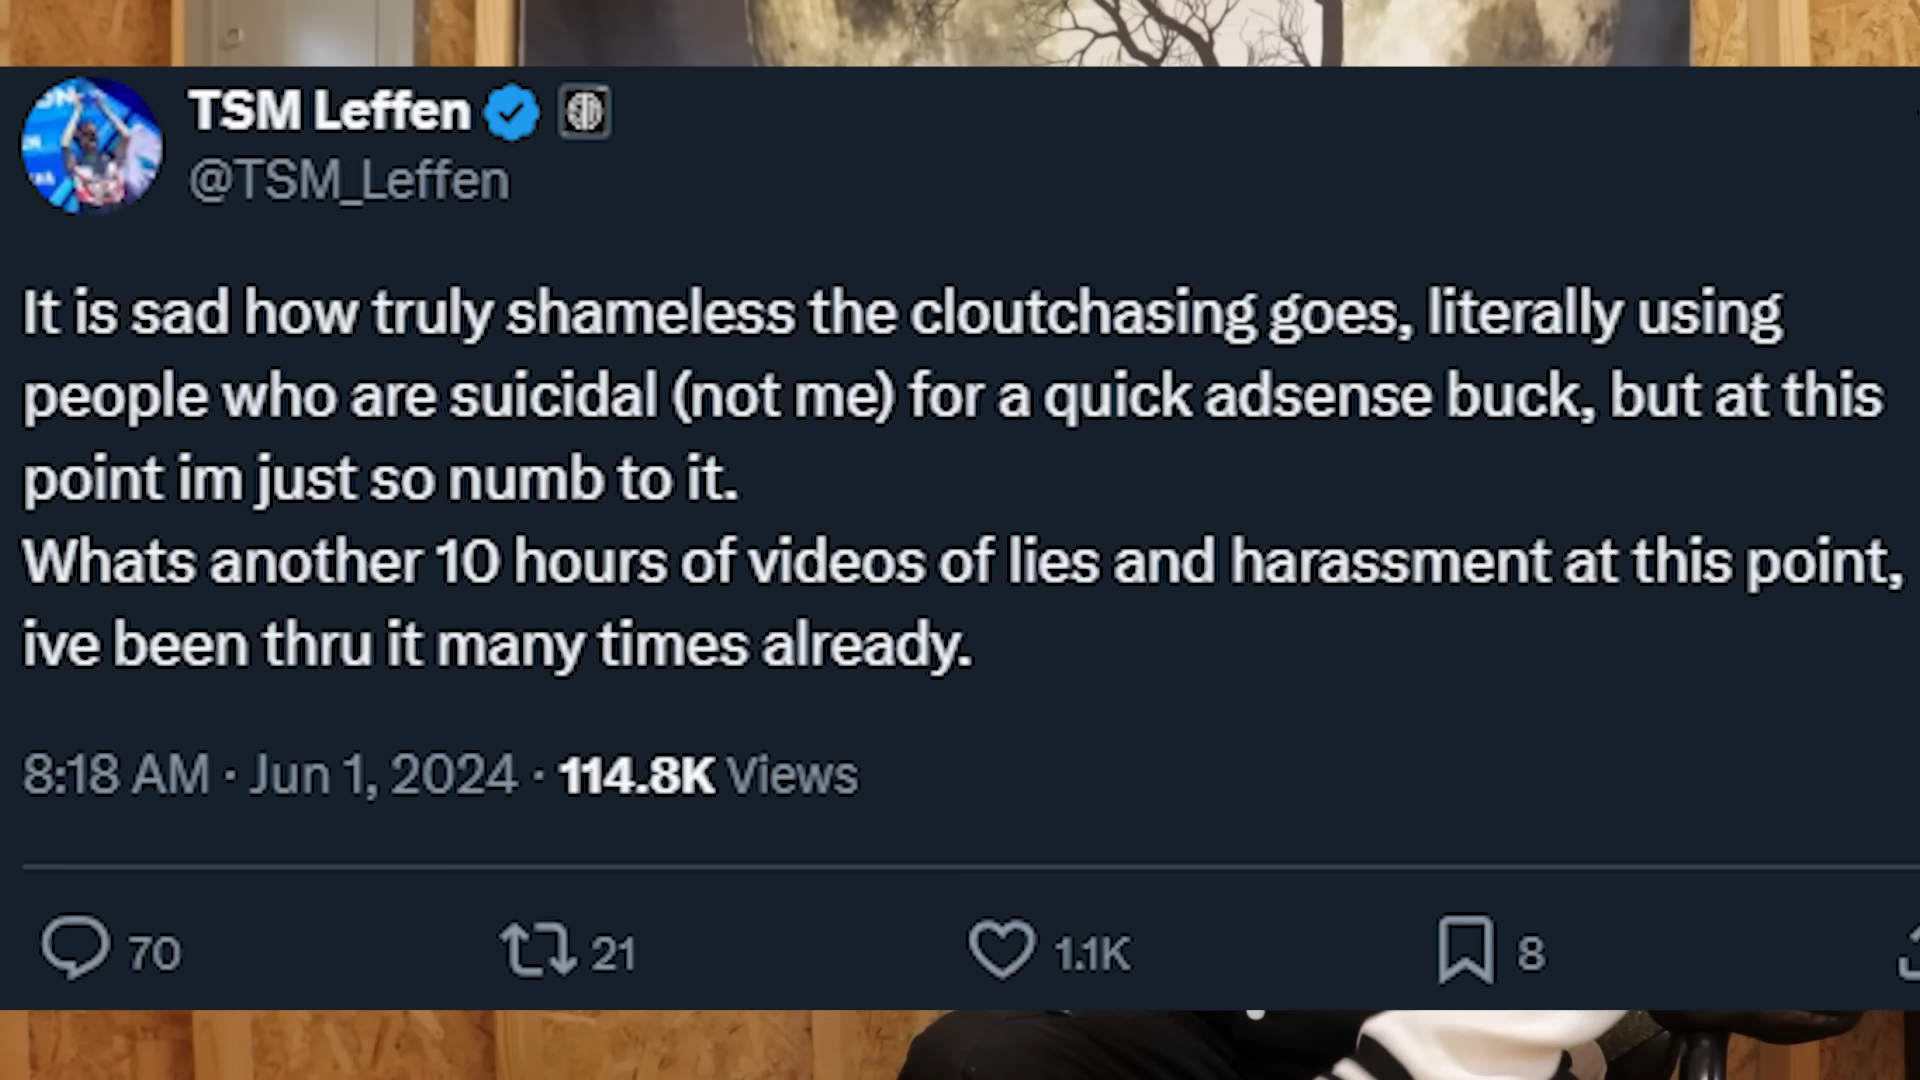 TSM Leffen
@TSM_Leffen
It is sad how truly shameless the cloutchasing goes, literally using
people who are suicidal (not me) for a quick adsense buck, but at this
point im just so numb to it.
Whats another 10 hours of videos of lies and harassment at this point,
ive been thru it many times already.
8:18 AM · Jun 1, 2024 · 114.8K Views
70 21 1.1K 8